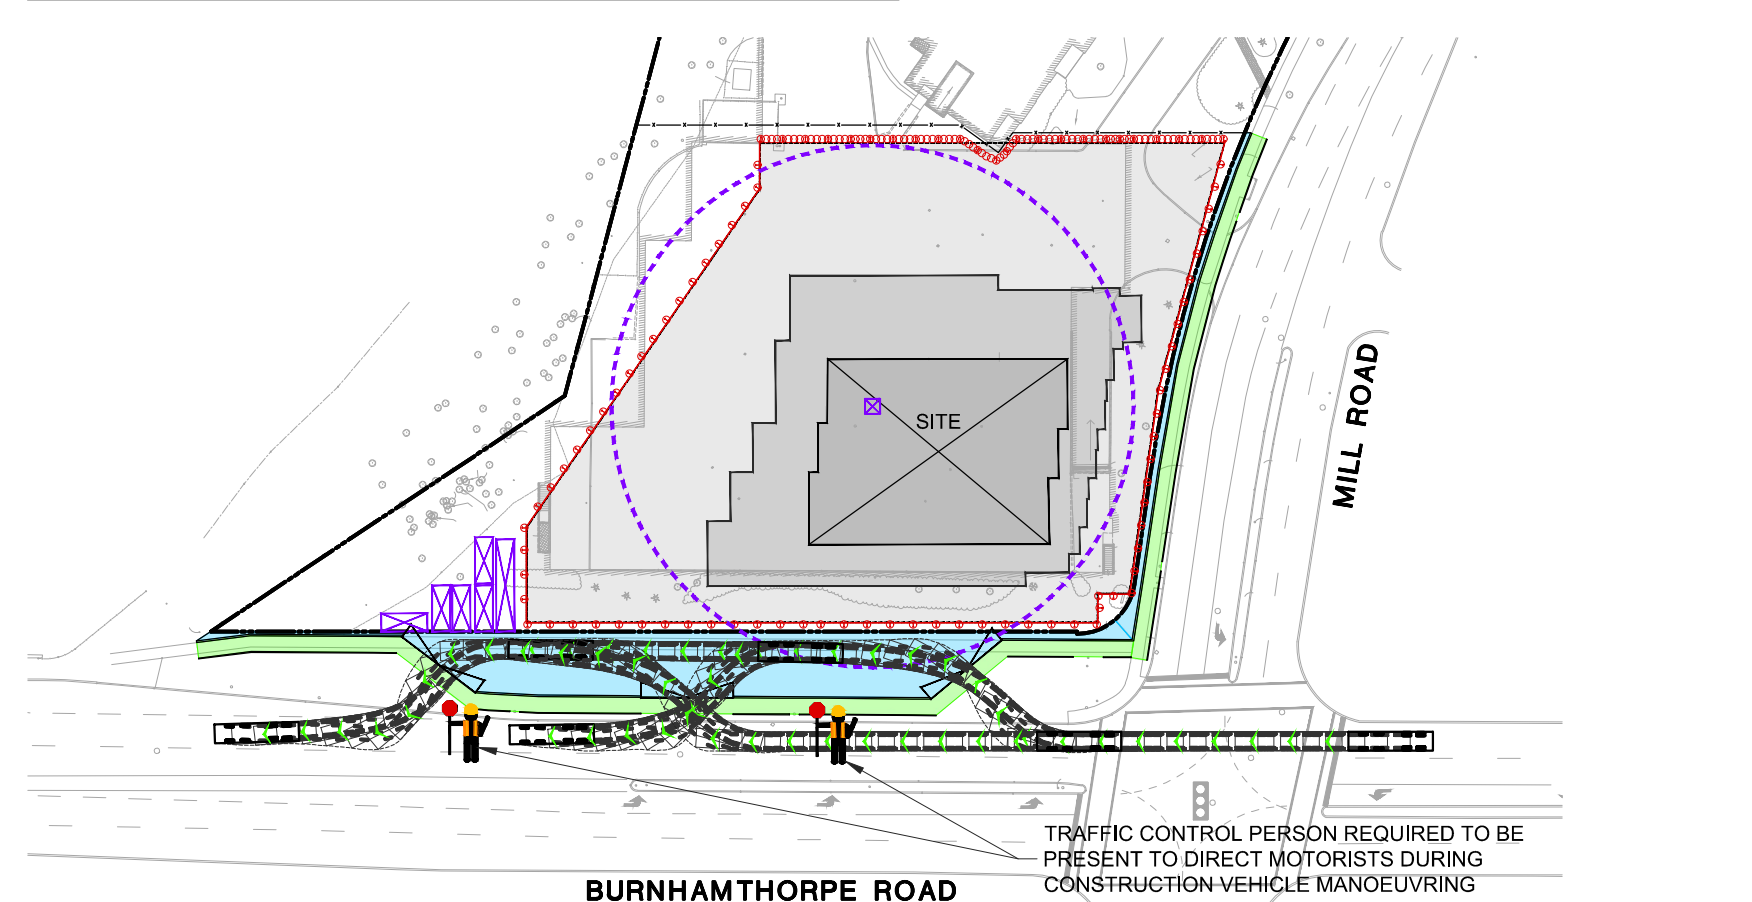 SITE
MILL ROAD
TRAFFIC CONTROL PERSON REQUIRED TO BE
PRESENT TO DIRECT MOTORISTS DURING
CONSTRUCTION VEHICLE MANOEUVRING
BURNHAMTHORPE ROAD